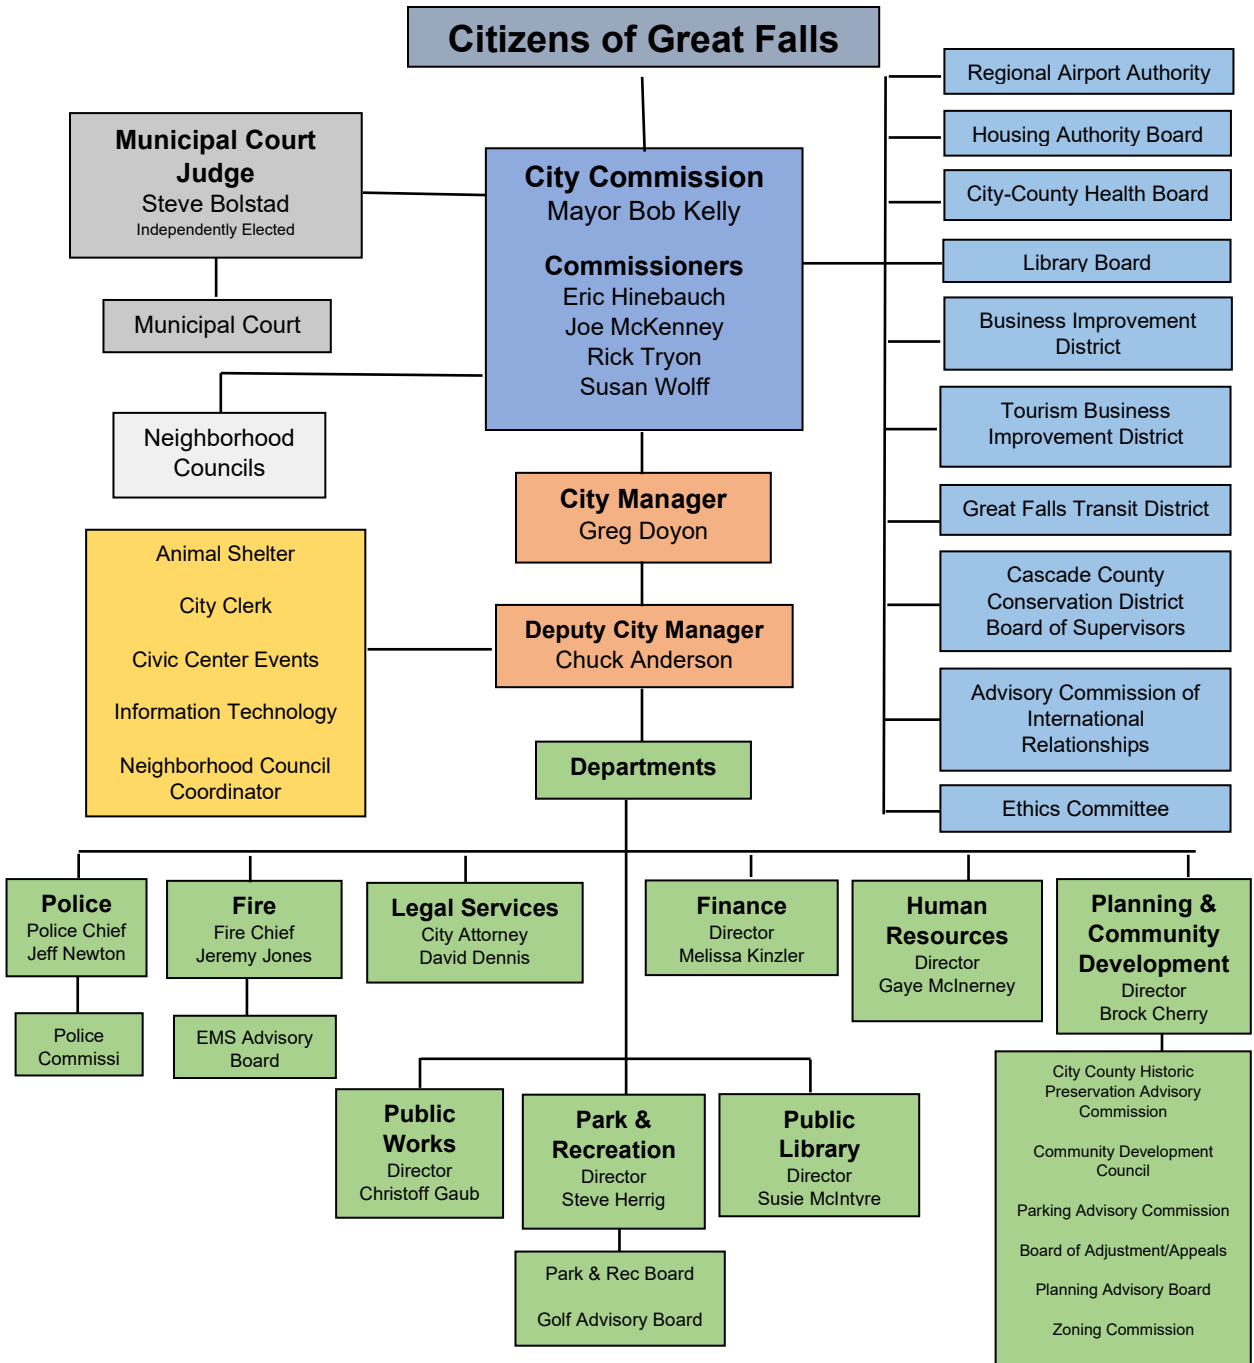 Citizens of Great Falls
Municipal Court
Judge
Steve Bolstad
Independently Elected
Municipal Court
Neighborhood
Councils
City Commission
Mayor Bob Kelly
Commissioners
Eric Hinebauch
Joe McKenney
Rick Tryon
Susan Wolff
Regional Airport Authority
Housing Authority Board
City-County Health Board
Library Board
Business Improvement
District
Tourism Business
Improvement District
Great Falls Transit District
Cascade County
Conservation District
Board of Supervisors
Advisory Commission of
International
Relationships
Ethics Committee
City Manager
Greg Doyon
Deputy City Manager
Chuck Anderson
Animal Shelter
City Clerk
Civic Center Events
Information Technology
Neighborhood Council
Coordinator
Departments
Police
Police Chief
Jeff Newton
Police
Commissi
Fire
Fire Chief
Jeremy Jones
EMS Advisory
Board
Legal Services
City Attorney
David Dennis
Finance
Director
Melissa Kinzler
Human
Resources
Director
Gaye McInerney
Planning &
Community
Development
Director
Brock Cherry
City County Historic
Preservation Advisory
Commission
Community Development
Council
Parking Advisory Commission
Board of Adjustment/Appeals
Planning Advisory Board
Zoning Commission
Public
Works
Director
Christoff Gaub
Park &
Recreation
Director
Steve Herrig
Park & Rec Board
Golf Advisory Board
Public
Library
Director
Susie McIntyre